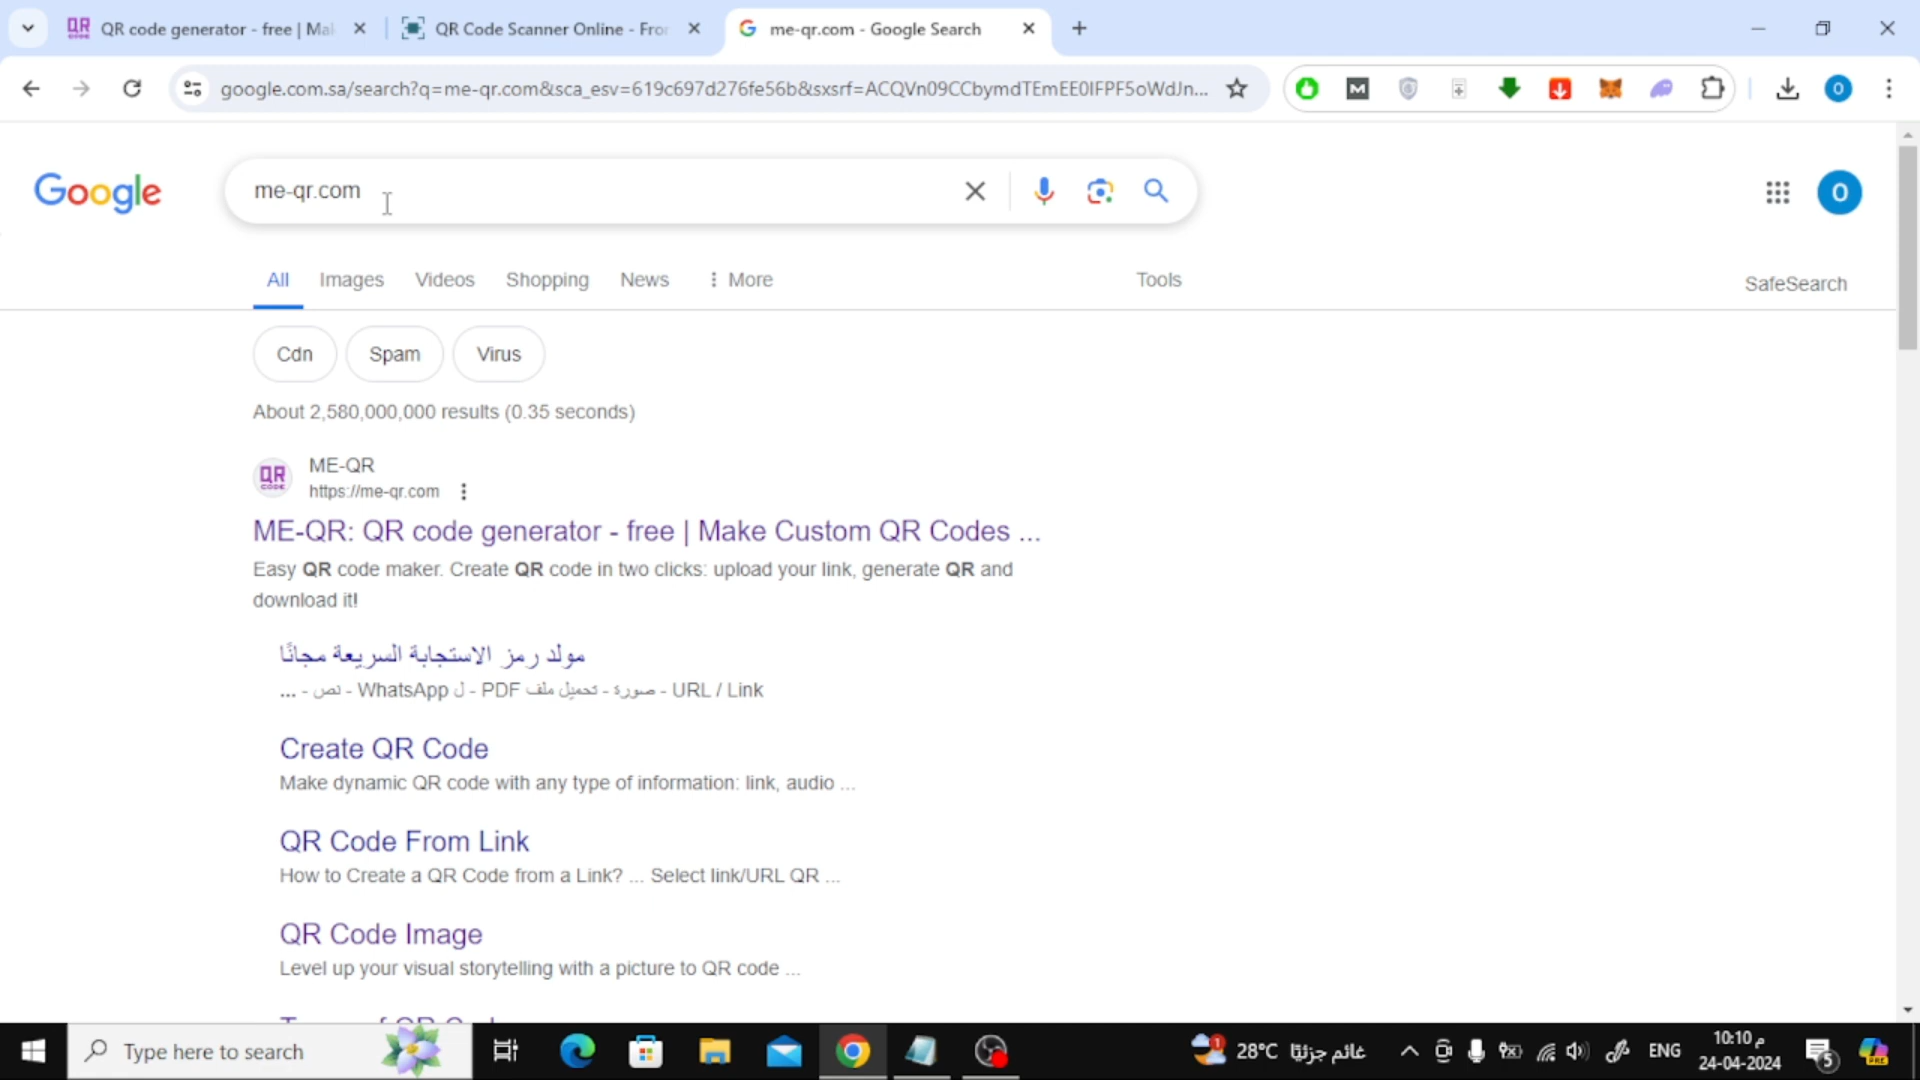 QR code generator - free | Mal
QR Code Scanner Online - Fror
me-qr.com - Google Search
google.com.sa/search?q=me-qr.com&sca_esv=619c697d276fe56b&sxsrf=ACQVn09CCbymdTEmEE0IFPF5oWdJn...
O
Google
me-qr.com
O
All
Images
Videos
Shopping
News
More
Tools
SafeSearch
Cdn
Spam
Virus
About 2,580,000,000 results (0.35 seconds)
QR CODE
ME-QR
https://me-qr.com
ME-QR: QR code generator - free | Make Custom QR Codes ...
Easy QR code maker. Create QR code in two clicks: upload your link, generate QR and
download it!
مولد رمز الاستجابة السريعة مجانًا
URL / Link - صورة - تحميل ملف PDF - ل WhatsApp - نص - ...
Create QR Code
Make dynamic QR code with any type of information: link, audio ...
QR Code From Link
How to Create a QR Code from a Link? ... Select link/URL QR ...
QR Code Image
Level up your visual storytelling with a picture to QR code ...
Type here to search
28°C غائم جزئيًا
ENG
10:10 م
24-04-2024
5